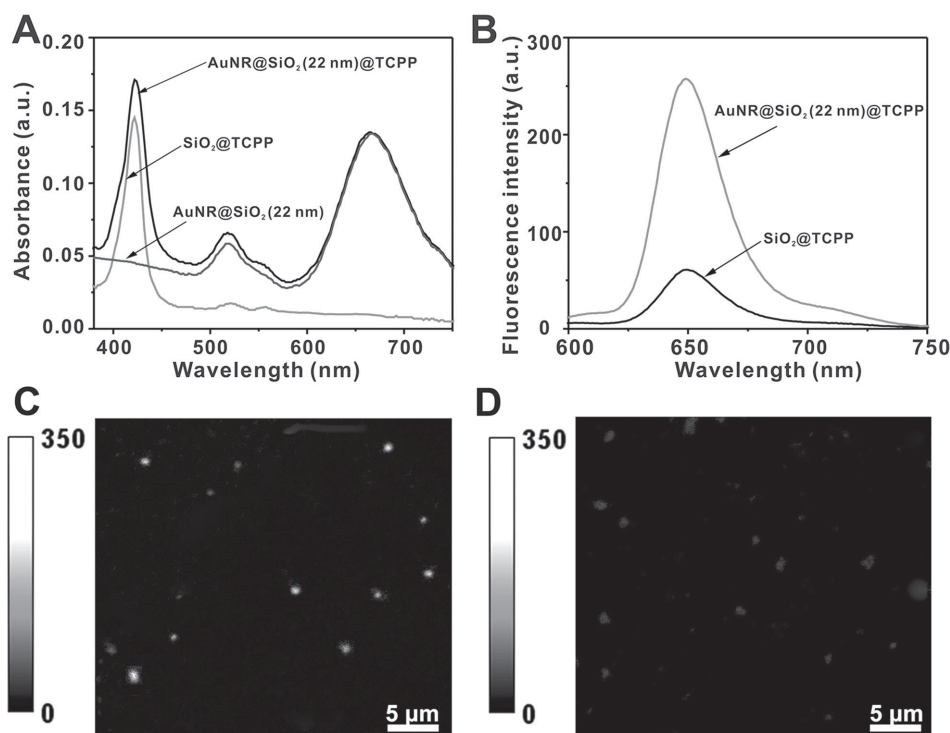 A
Absorbance (a.u.)
0.20
0.15
0.10
0.05
0.00
AuNR@SiO₂(22 nm)@TCPP
SiO₂@TCPP
AuNR@SiO₂(22 nm)
400 500 600 700
Wavelength (nm)
B
Fluorescence intensity (a.u.)
300
200
100
0
AuNR@SiO₂(22 nm)@TCPP
SiO₂@TCPP
600 650 700 750
Wavelength (nm)
C
350
0
5 μm
D
350
0
5 μm